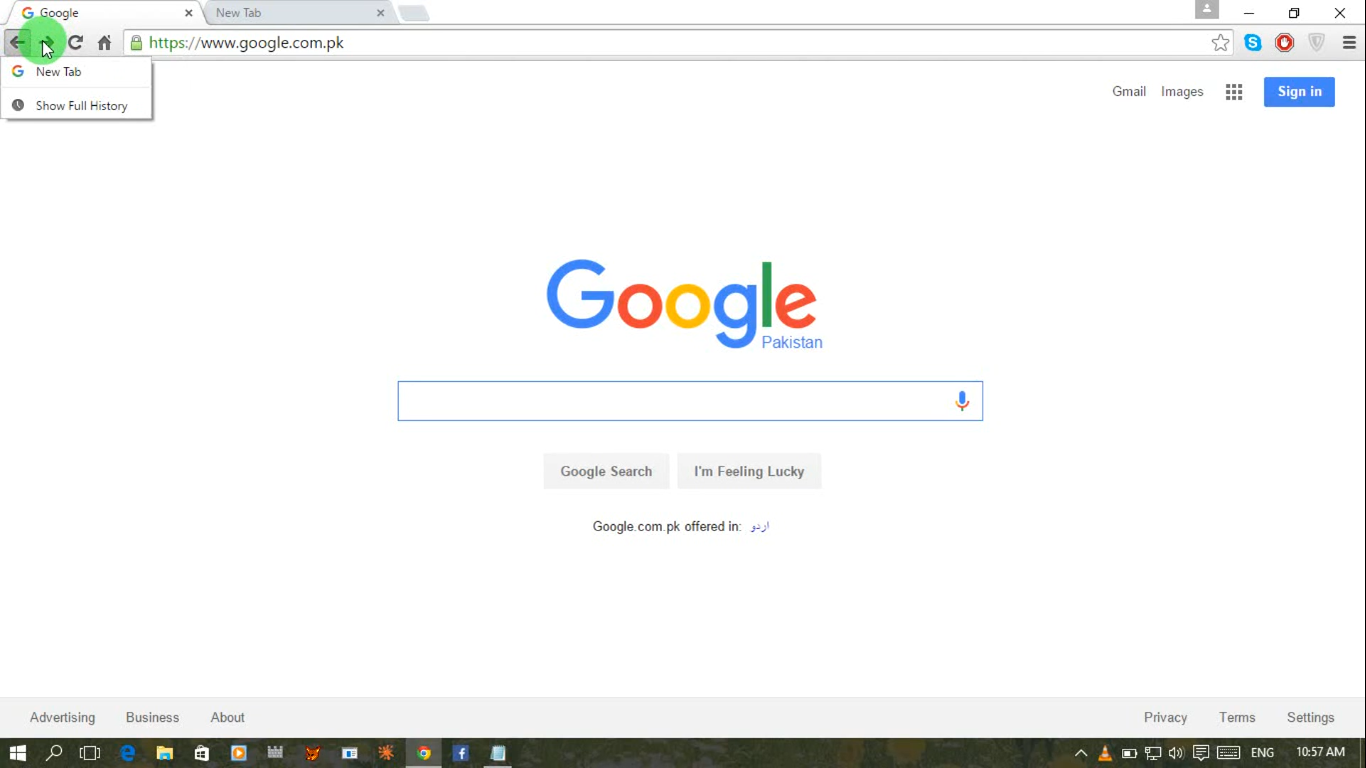 Google
New Tab
https://www.google.com.pk
New Tab
Show Full History
Gmail Images Sign in
Google
Pakistan
Google Search I'm Feeling Lucky
Google.com.pk offered in: اردو
Advertising Business About Privacy Terms Settings
ENG 10:57 AM